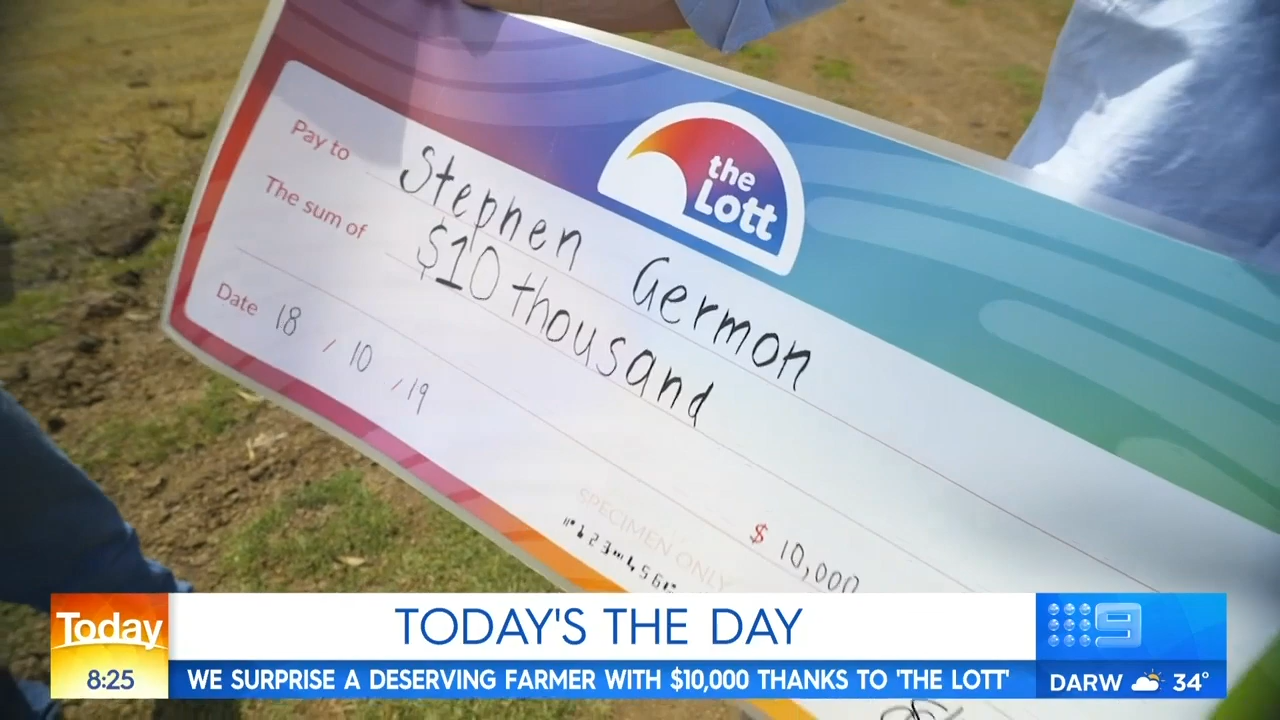 the
Lott
Pay to Stephen Germon
The sum of $10 thousand
Date 18 / 10 / 19
$ 10,000
SPECIMEN ONLY
Today
8:25
TODAY'S THE DAY
9
WE SURPRISE A DESERVING FARMER WITH $10,000 THANKS TO 'THE LOTT'
DARW 34°